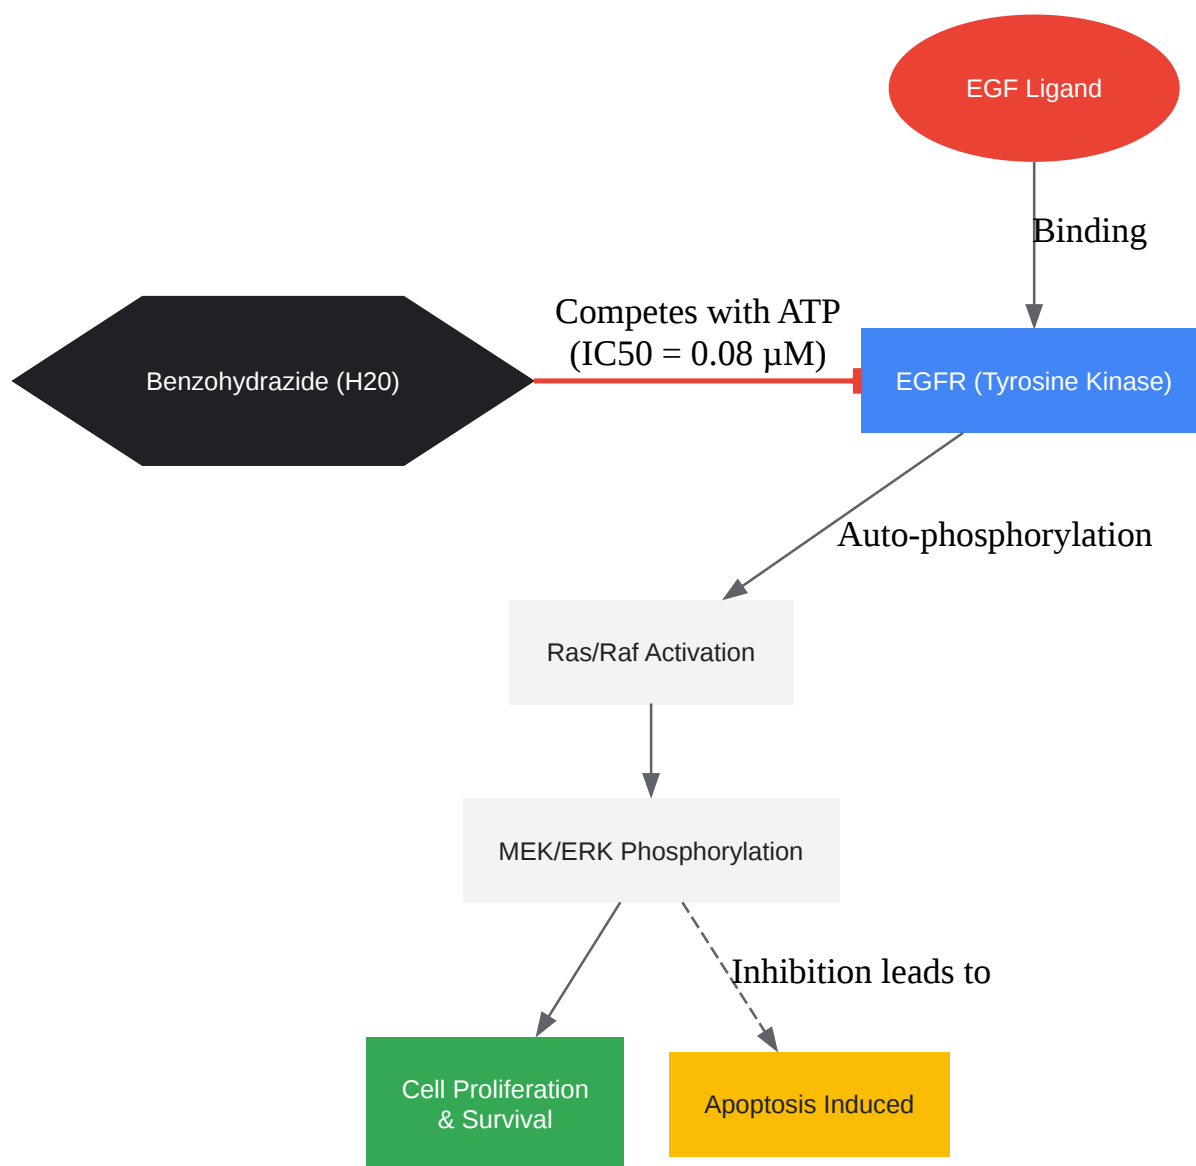 EGF Ligand
Binding
Competes with ATP
(IC50 = 0.08 µM)
Benzohydrazide (H20)
EGFR (Tyrosine Kinase)
Auto-phosphorylation
Ras/Raf Activation
MEK/ERK Phosphorylation
Inhibition leads to
Cell Proliferation
& Survival
Apoptosis Induced